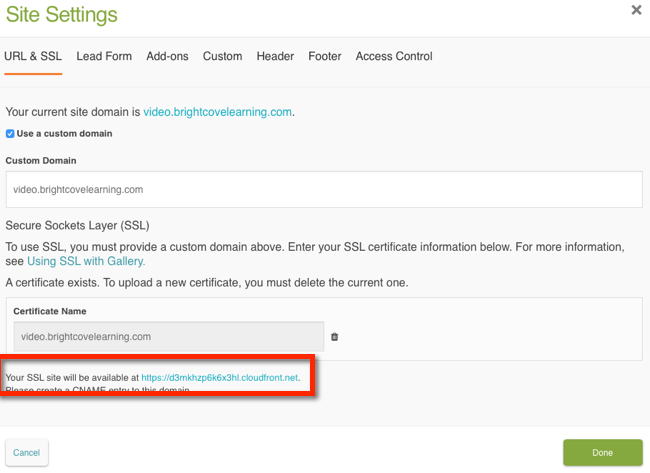 Site Settings
URL & SSL Lead Form Add-ons Custom Header Footer Access Control
Your current site domain is video.brightcovelearning.com.
Use a custom domain
Custom Domain
video.brightcovelearning.com
Secure Sockets Layer (SSL)
To use SSL, you must provide a custom domain above. Enter your SSL certificate information below. For more information,
see Using SSL with Gallery.
A certificate exists. To upload a new certificate, you must delete the current one.
Certificate Name
video.brightcovelearning.com
Your SSL site will be available at https://d3mkhzp6k6x3hl.cloudfront.net.
Please create a CNAME entry to this domain
Cancel Done